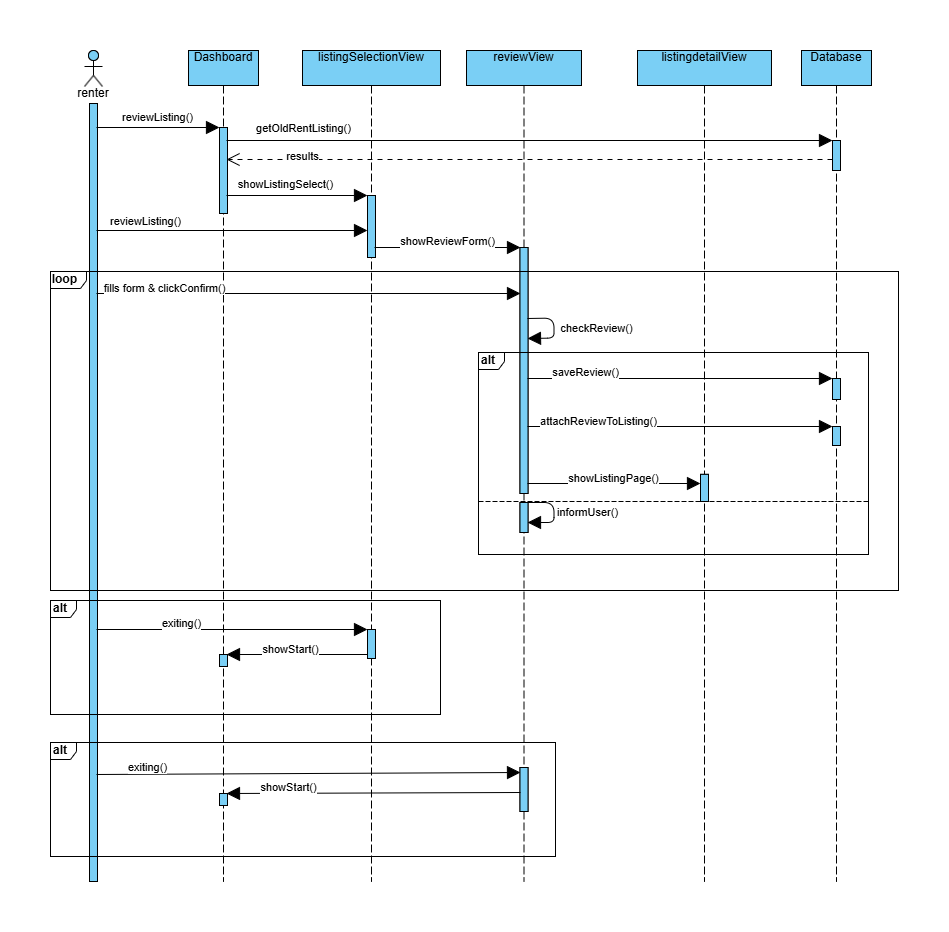 Dashboard
listingSelectionView
reviewView
listingdetailView
Database
renter
reviewListing()
getOldRentListing()
results
showListingSelect()
reviewListing()
showReviewForm()
loop
fills form & clickConfirm()
checkReview()
alt
saveReview()
attachReviewToListing()
showListingPage()
informUser()
alt
exiting()
showStart()
alt
exiting()
showStart()